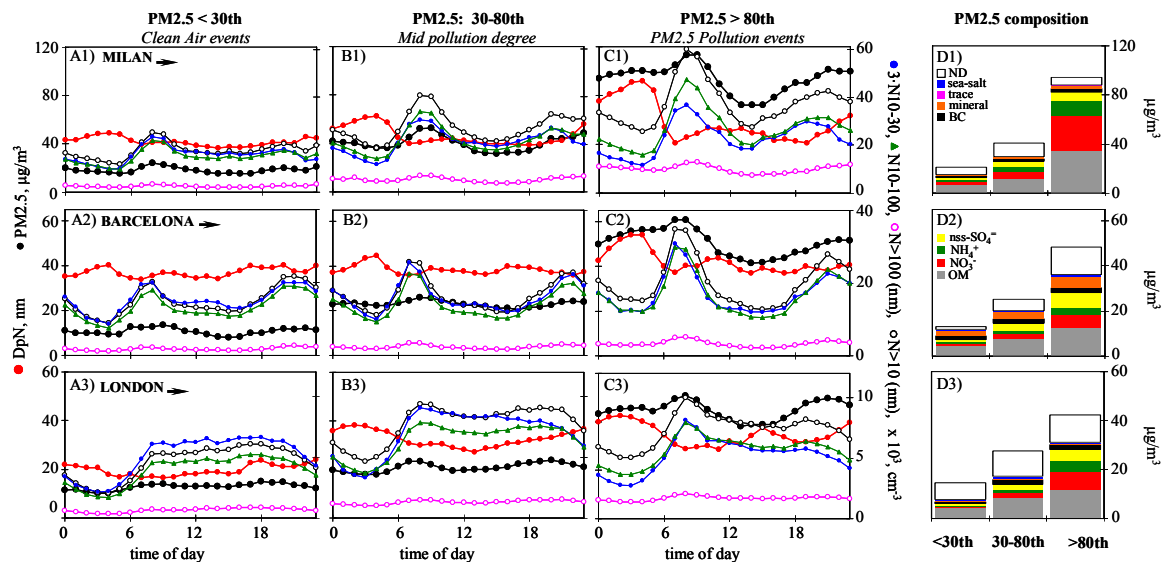 PM2.5 < 30th PM2.5: 30-80th PM2.5 > 80th PM2.5 composition
Clean Air events Mid pollution degree PM2.5 Pollution events
A1) MILAN B1) C1) D1)
120
80
40
0
60
40
20
0
120
80
40
0
ND
sea-salt
trace
mineral
BC
A2) BARCELONA B2) C2) D2)
60
40
20
0
40
20
0
60
40
20
0
nss-SO₄⁼
NH₄⁺
NO₃⁻
OM
A3) LONDON B3) C3) D3)
60
40
20
0
10
5
0
60
40
20
0
0 6 12 18 0 6 12 18 0 6 12 18
time of day time of day time of day
<30th 30-80th >80th
DpN, nm PM2.5, µg/m³
3·N10-30, N10-100, N>100 (nm), N>10 (nm), x 10³, cm⁻³
µg/m³
µg/m³
µg/m³